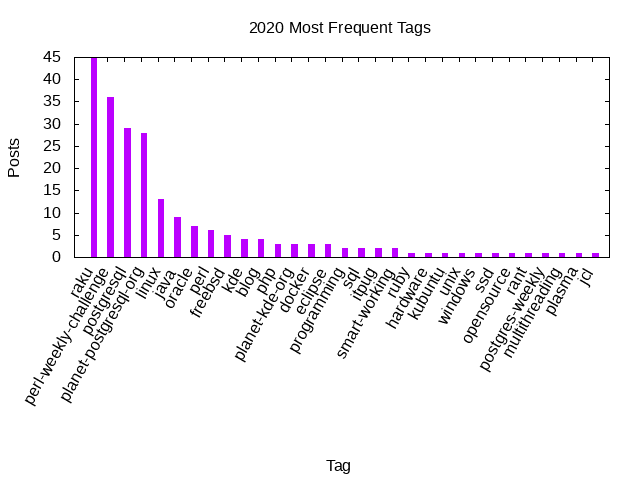 2020 Most Frequent Tags
Posts
45
40
35
30
25
20
15
10
5
0
raku
perl-weekly-challenge
postgresql
planet-postgresql-org
linux
java
oracle
perl
freebsd
kde
blog
php
planet-kde-org
docker
eclipse
programming
sql
itpug
smart-working
ruby
hardware
kubuntu
unix
windows
ssd
opensource
rant
postgres-weekly
multithreading
plasma
jcl
Tag